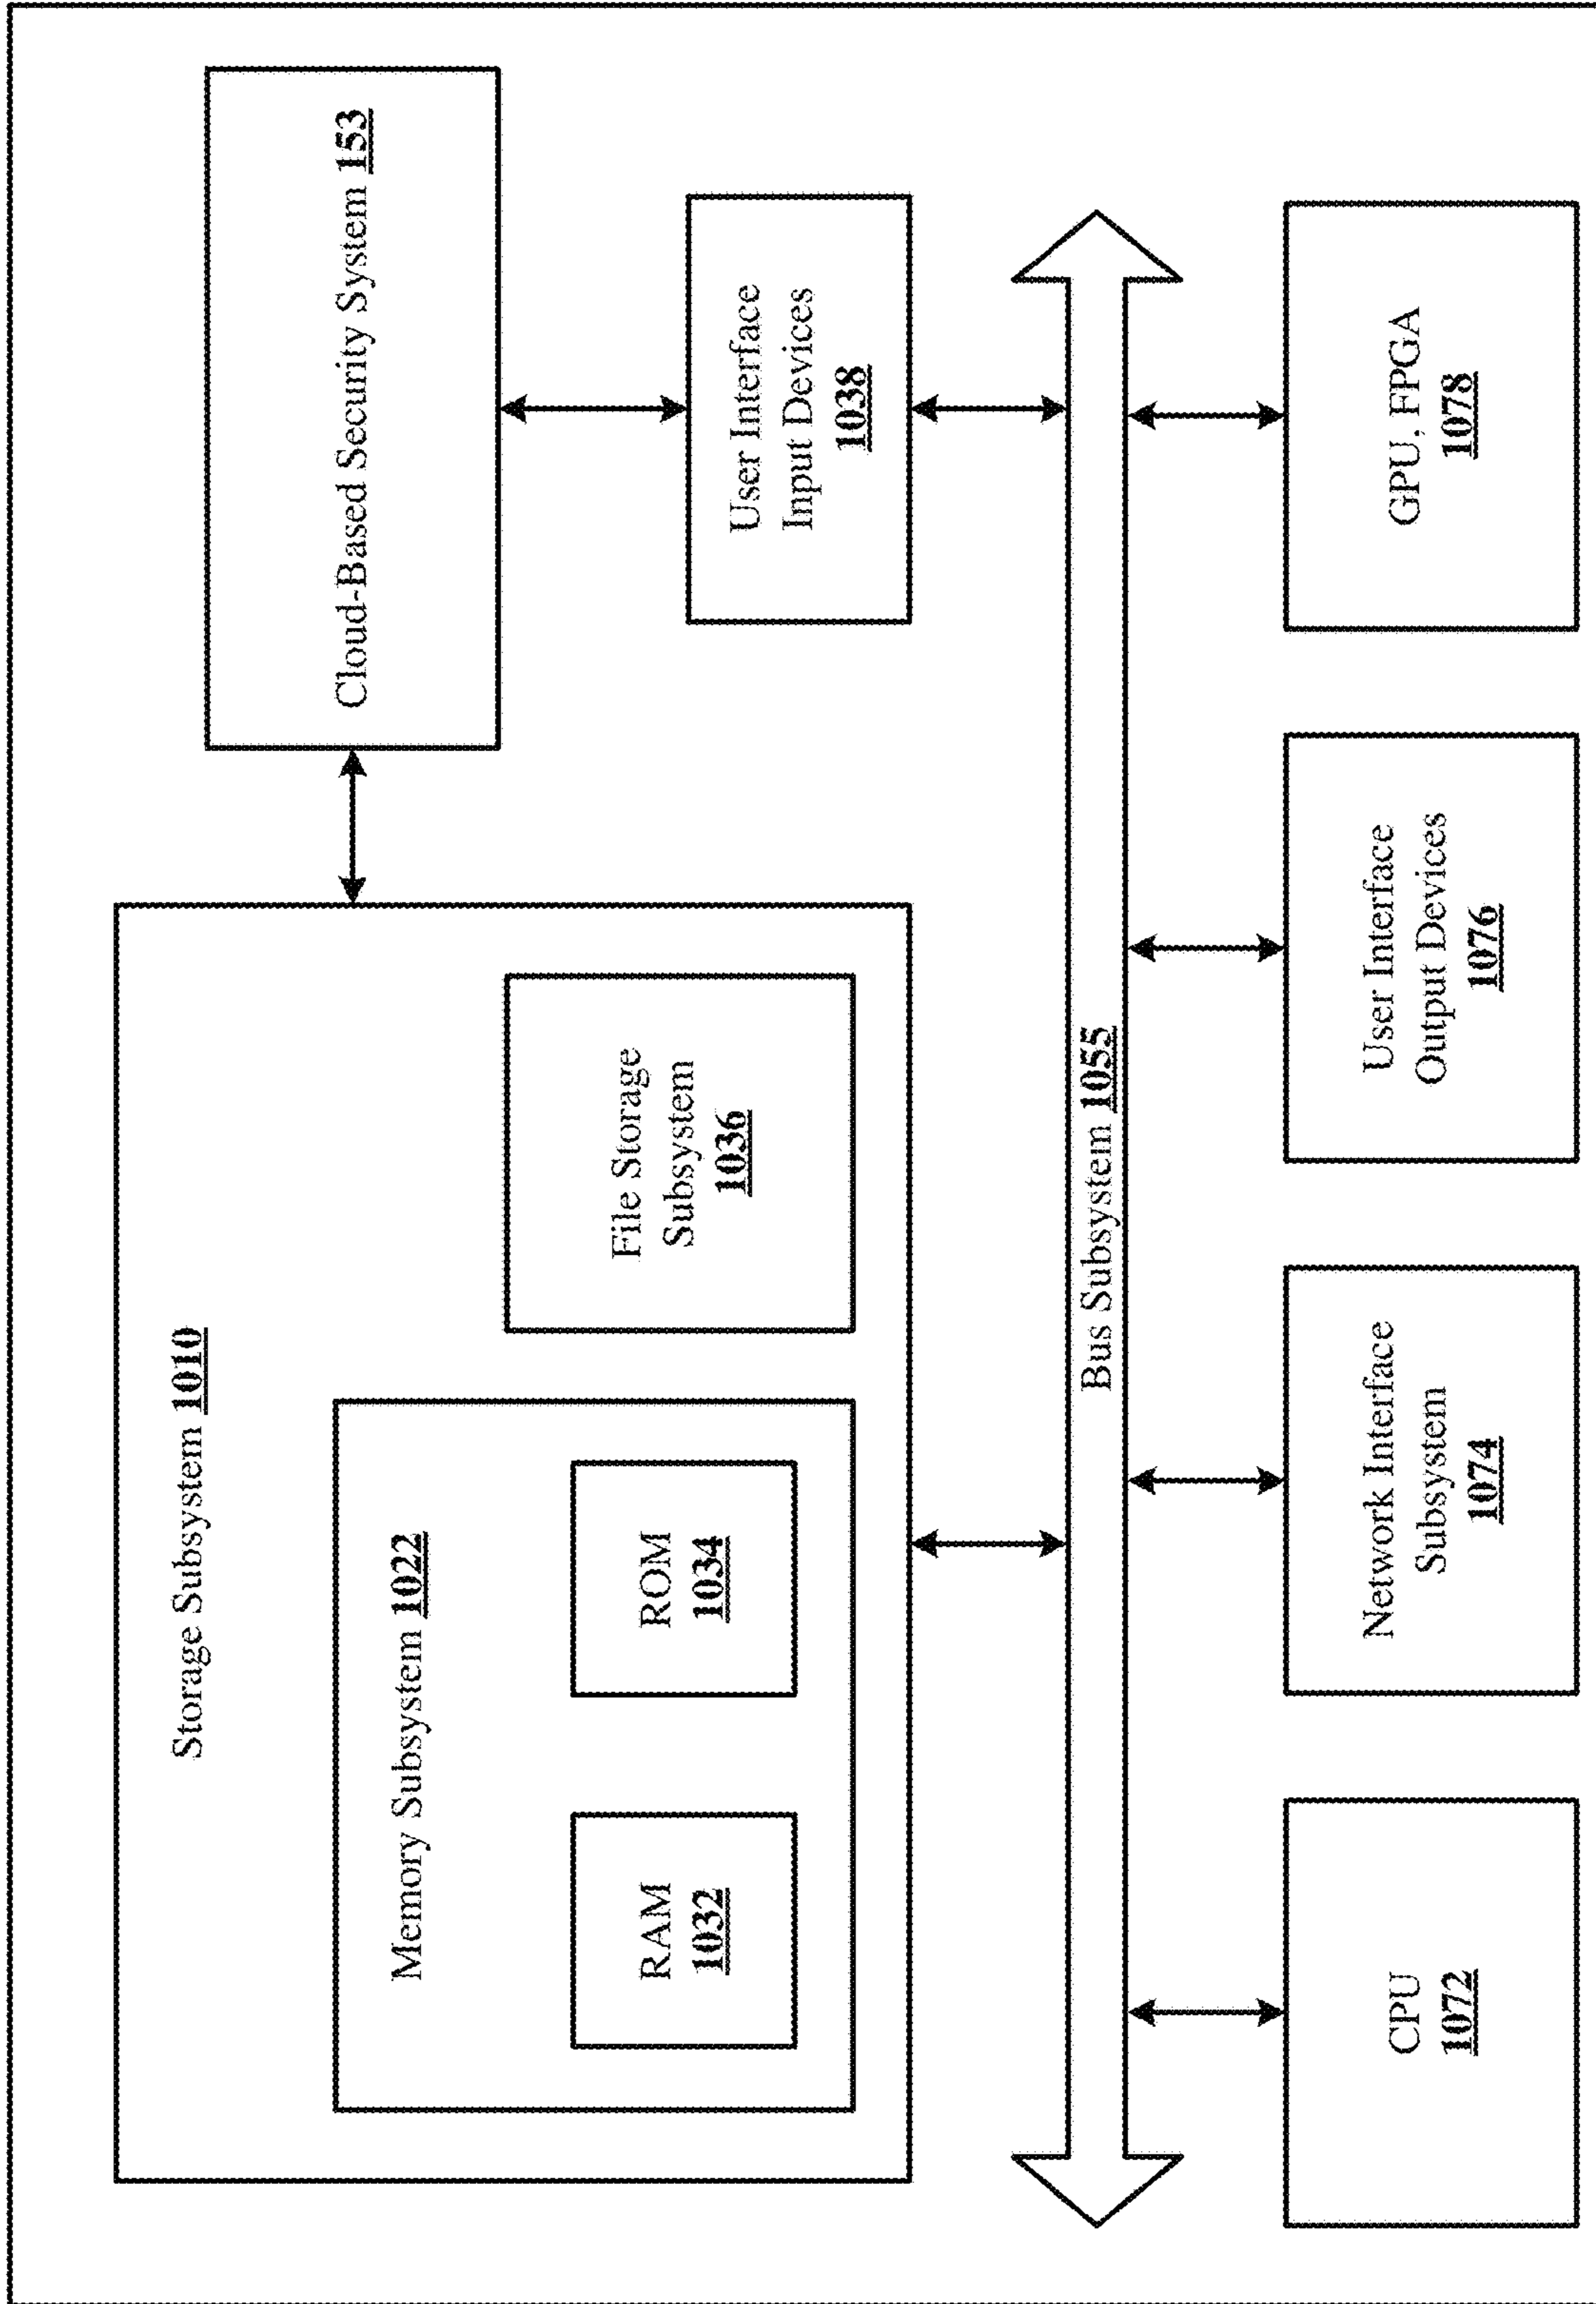 Storage Subsystem 1010
Memory Subsystem 1022
RAM
1032
ROM
1034
File Storage
Subsystem
1036
Cloud-Based Security System 153
User Interface
Input Devices
1038
Bus Subsystem 1055
CPU
1072
Network Interface
Subsystem
1074
User Interface
Output Devices
1076
GPU, FPGA
1078